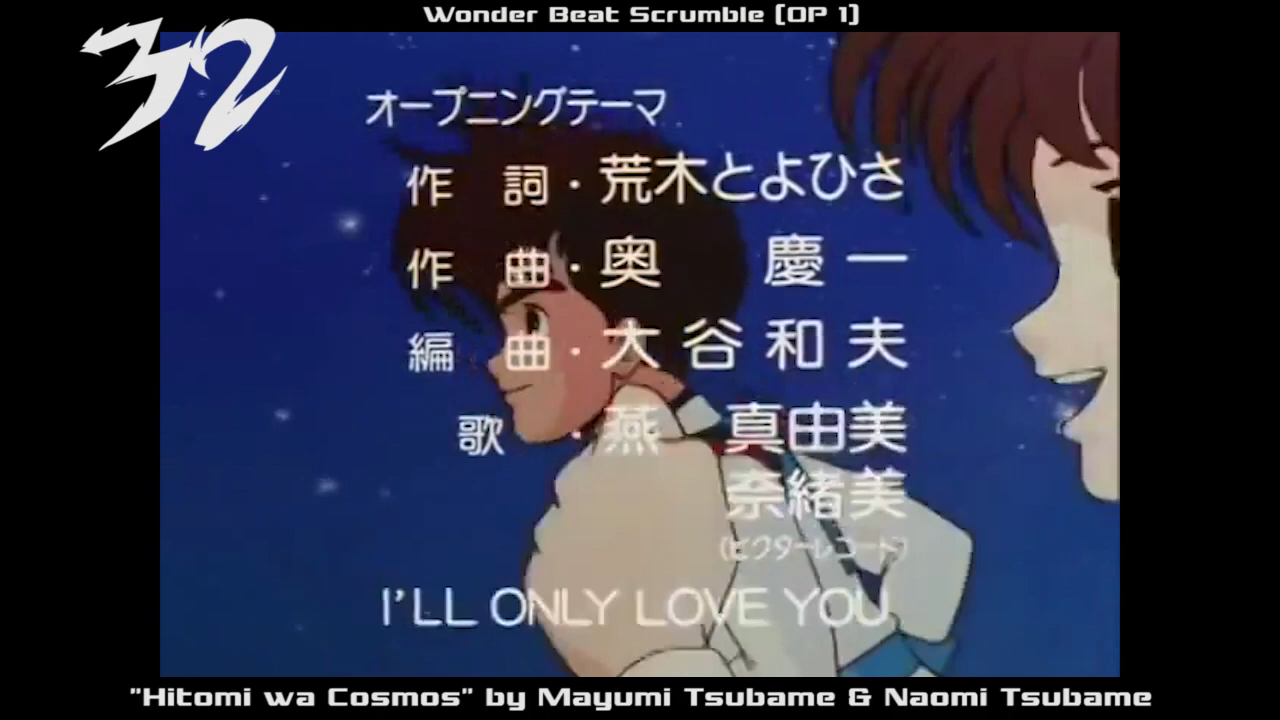 Wonder Beat Scrumble (OP 1)
32
オープニングテーマ
作 詞・荒木とよひさ
作 曲・奥 慶一
編 曲・大谷和夫
歌 ・燕 真由美
奈緒美
(ビクターレコード)
I'LL ONLY LOVE YOU
"Hitomi wa Cosmos" by Mayumi Tsubame & Naomi Tsubame